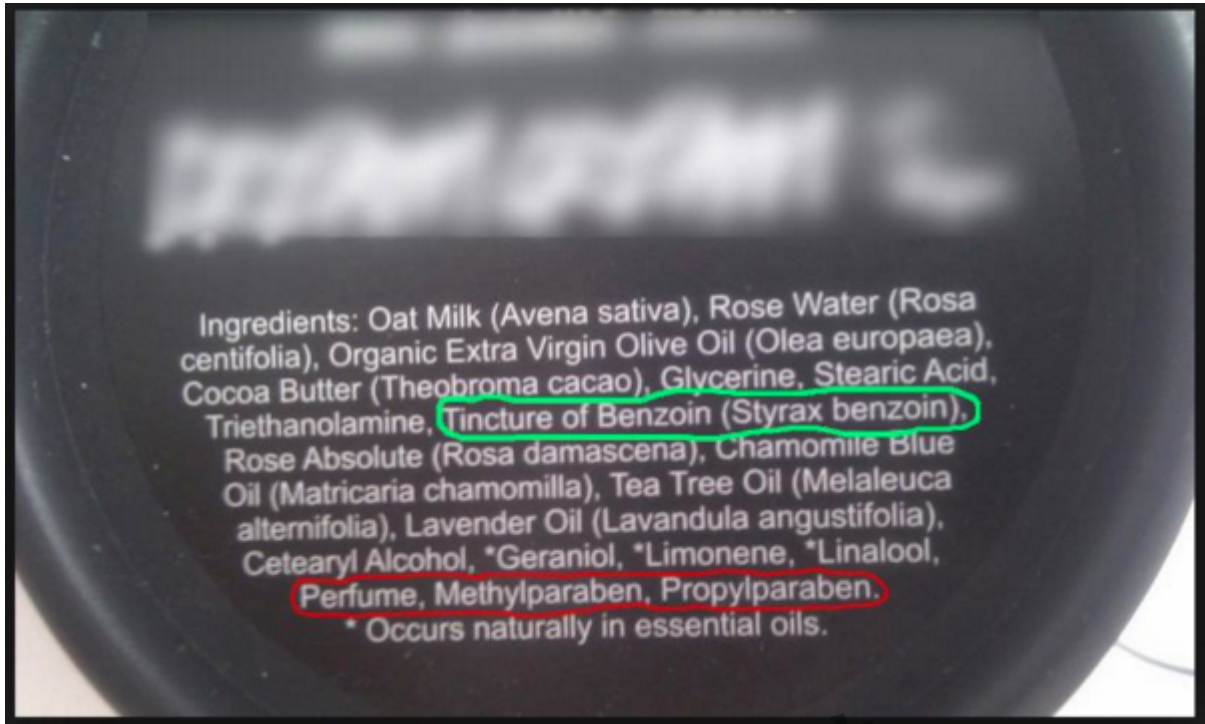 Ingredients: Oat Milk (Avena sativa), Rose Water (Rosa
centifolia), Organic Extra Virgin Olive Oil (Olea europaea),
Cocoa Butter (Theobroma cacao), Glycerine, Stearic Acid,
Triethanolamine, Tincture of Benzoin (Styrax benzoin),
Rose Absolute (Rosa damascena), Chamomile Blue
Oil (Matricaria chamomilla), Tea Tree Oil (Melaleuca
alternifolia), Lavender Oil (Lavandula angustifolia),
Cetearyl Alcohol, *Geraniol, *Limonene, *Linalool,
Perfume, Methylparaben, Propylparaben.
* Occurs naturally in essential oils.